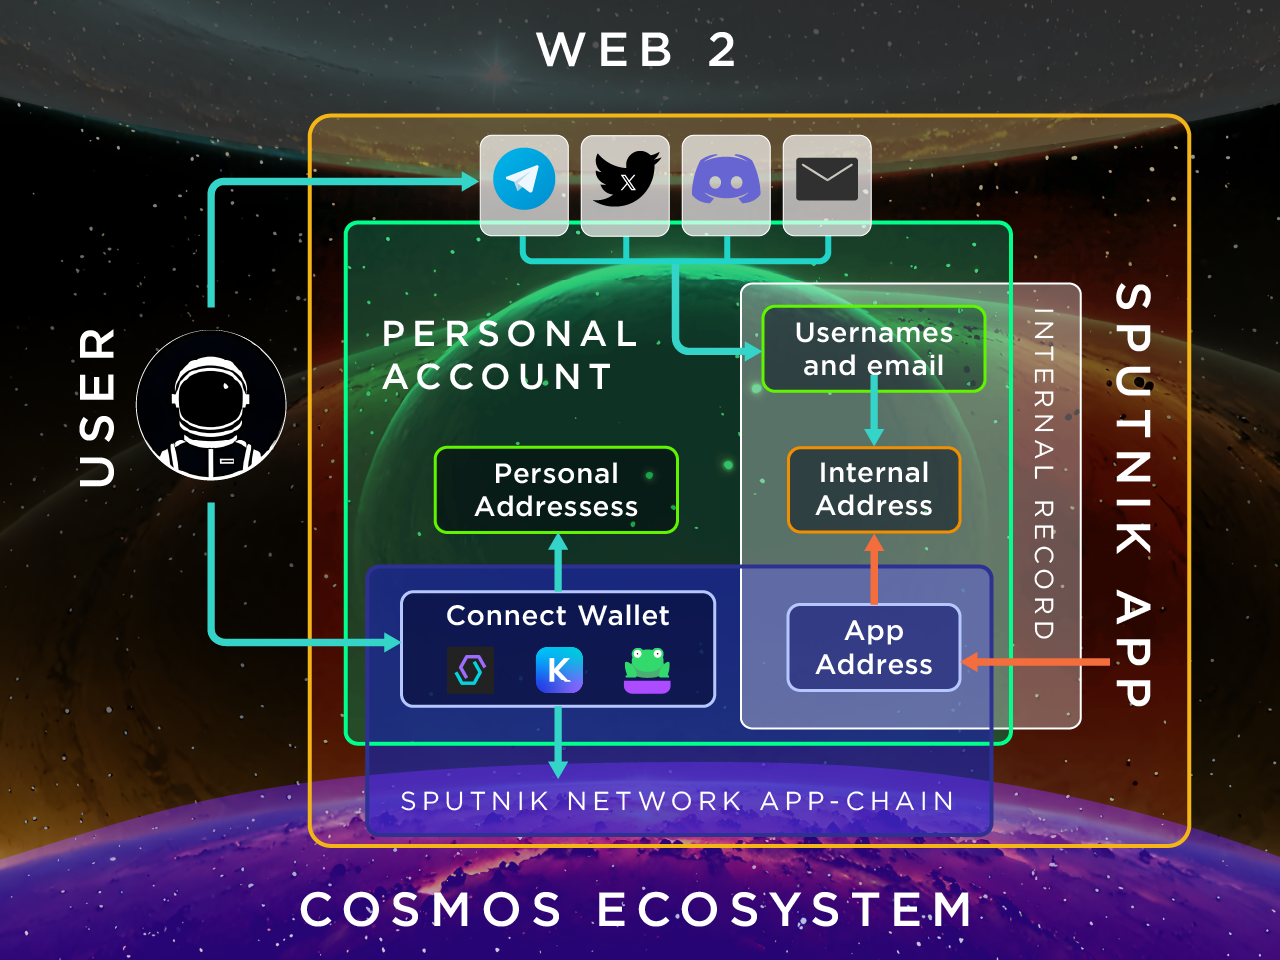 WEB 2
X
USER
PERSONAL
ACCOUNT
Usernames
and email
INTERNAL RECORD
SPUTNIK APP
Personal
Addressess
Internal
Address
Connect Wallet
K
App
Address
SPUTNIK NETWORK APP-CHAIN
COSMOS ECOSYSTEM